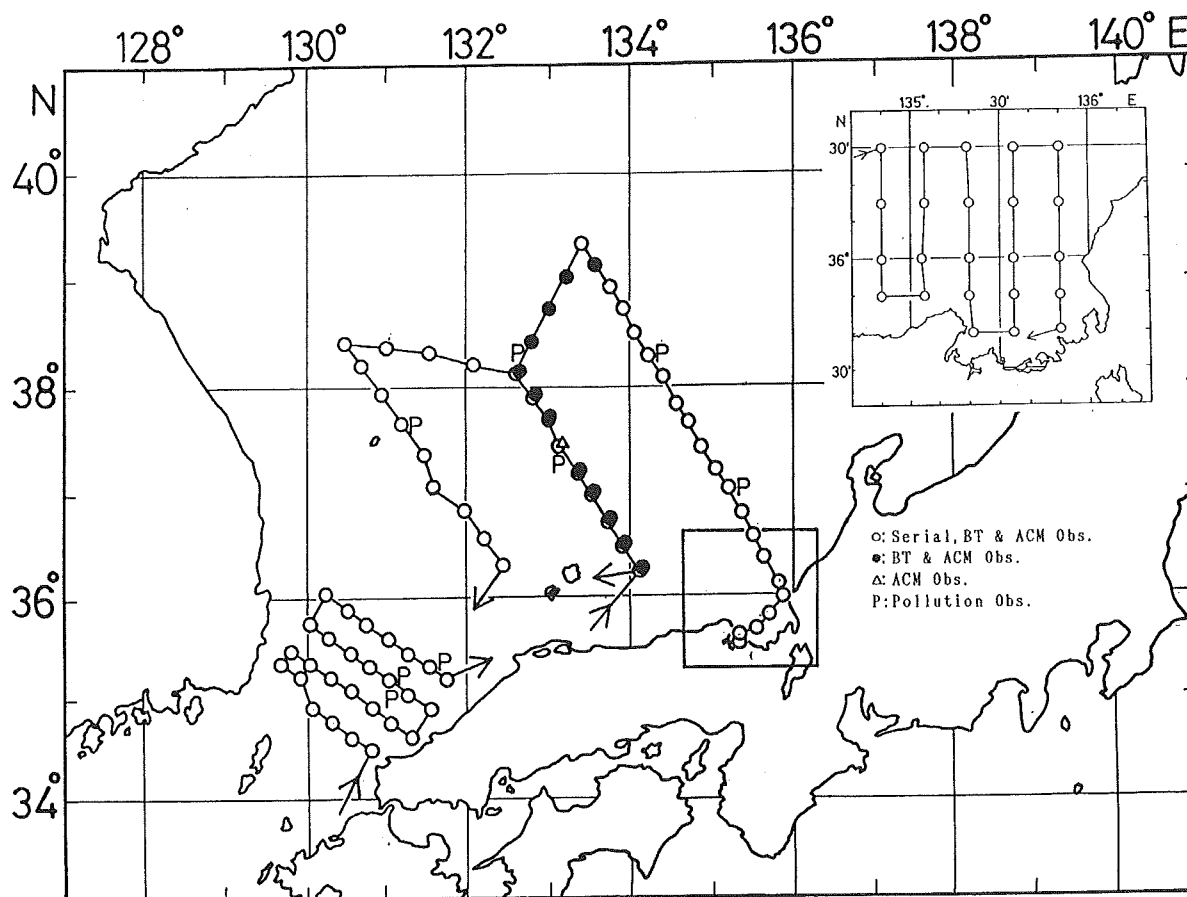 128° 130° 132° 134° 136° 138° 140° E
N
40°
38°
36°
34°
135° 30' 136° E
N
30'
36°
30'
P
P
P
P
P
P
P
P
○: Serial, BT & ACM Obs.
●: BT & ACM Obs.
△: ACM Obs.
P: Pollution Obs.